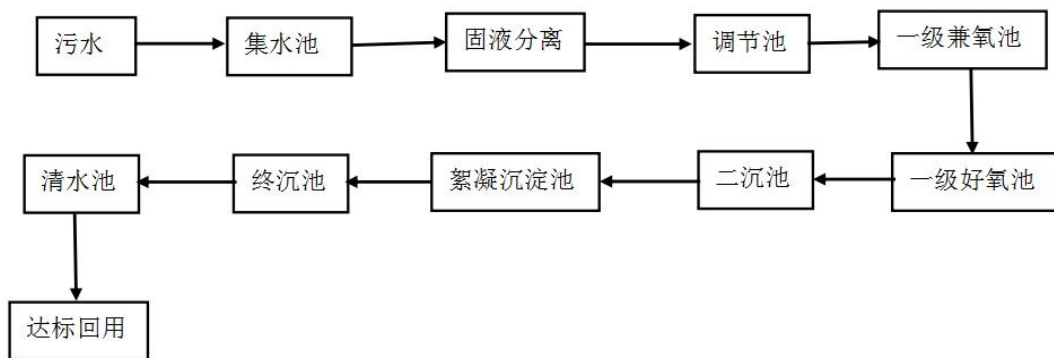 污水
集水池
固液分离
调节池
一级兼氧池
一级好氧池
二沉池
絮凝沉淀池
终沉池
清水池
达标回用